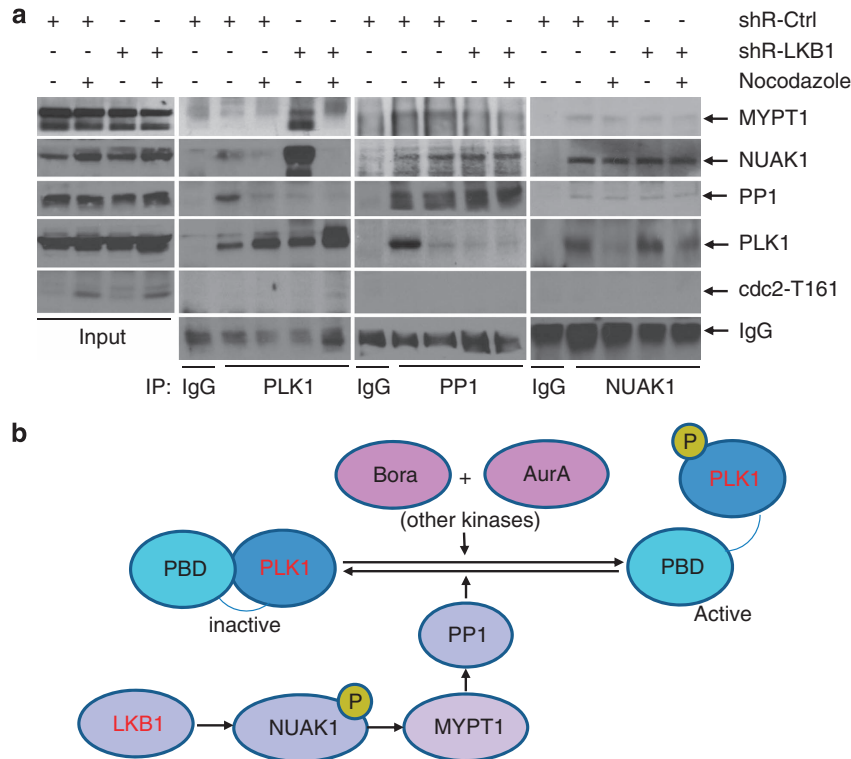 a
+ + - - + + + - - + + + - - + + + - - shR-Ctrl
- - + + - - - + + - - - + + - - - + + shR-LKB1
- + - + - - + - + - - + - + - - + - + Nocodazole
MYPT1
NUAK1
PP1
PLK1
cdc2-T161
IgG
Input
IP: IgG PLK1 IgG PP1 IgG NUAK1
b
Bora + AurA
(other kinases)
P
PLK1
PBD PLK1
inactive
PBD
Active
PP1
P
LKB1 NUAK1 MYPT1